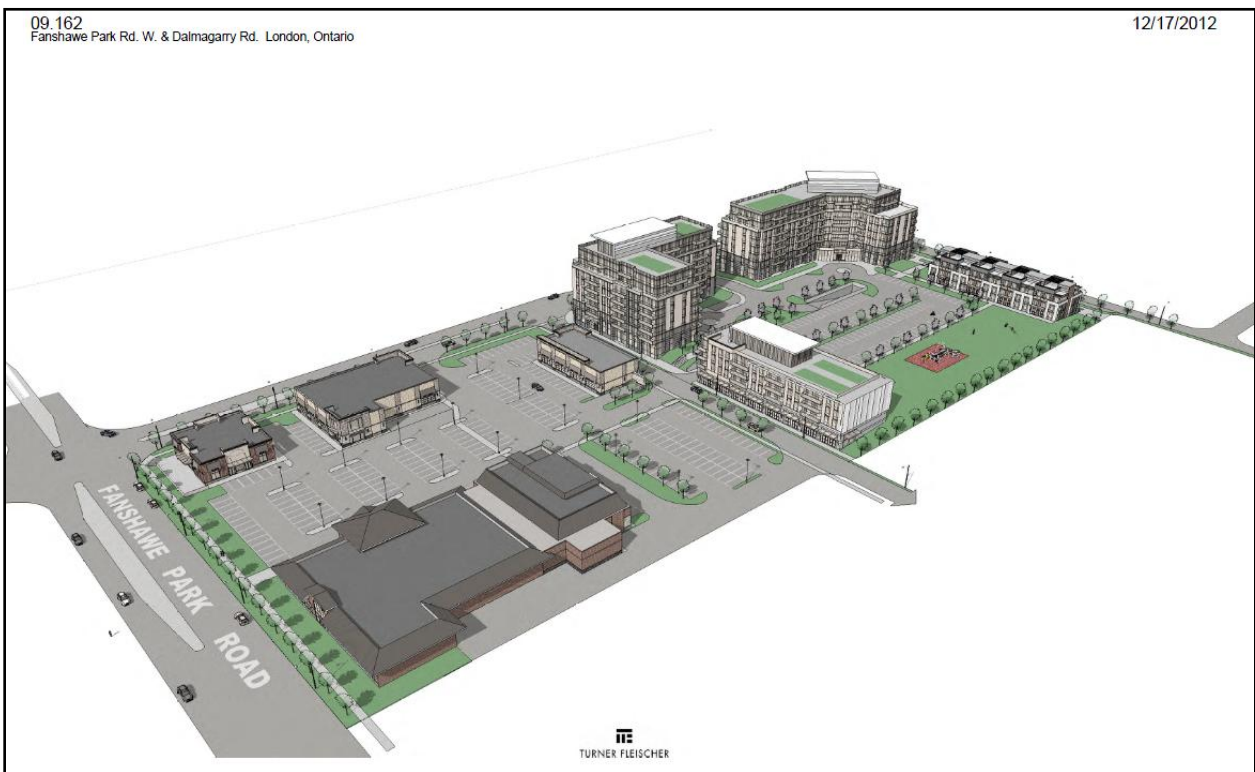 09.162
Fanshawe Park Rd. W. & Dalmagarry Rd.  London, Ontario
12/17/2012
FANSHAWE PARK ROAD
TURNER FLEISCHER